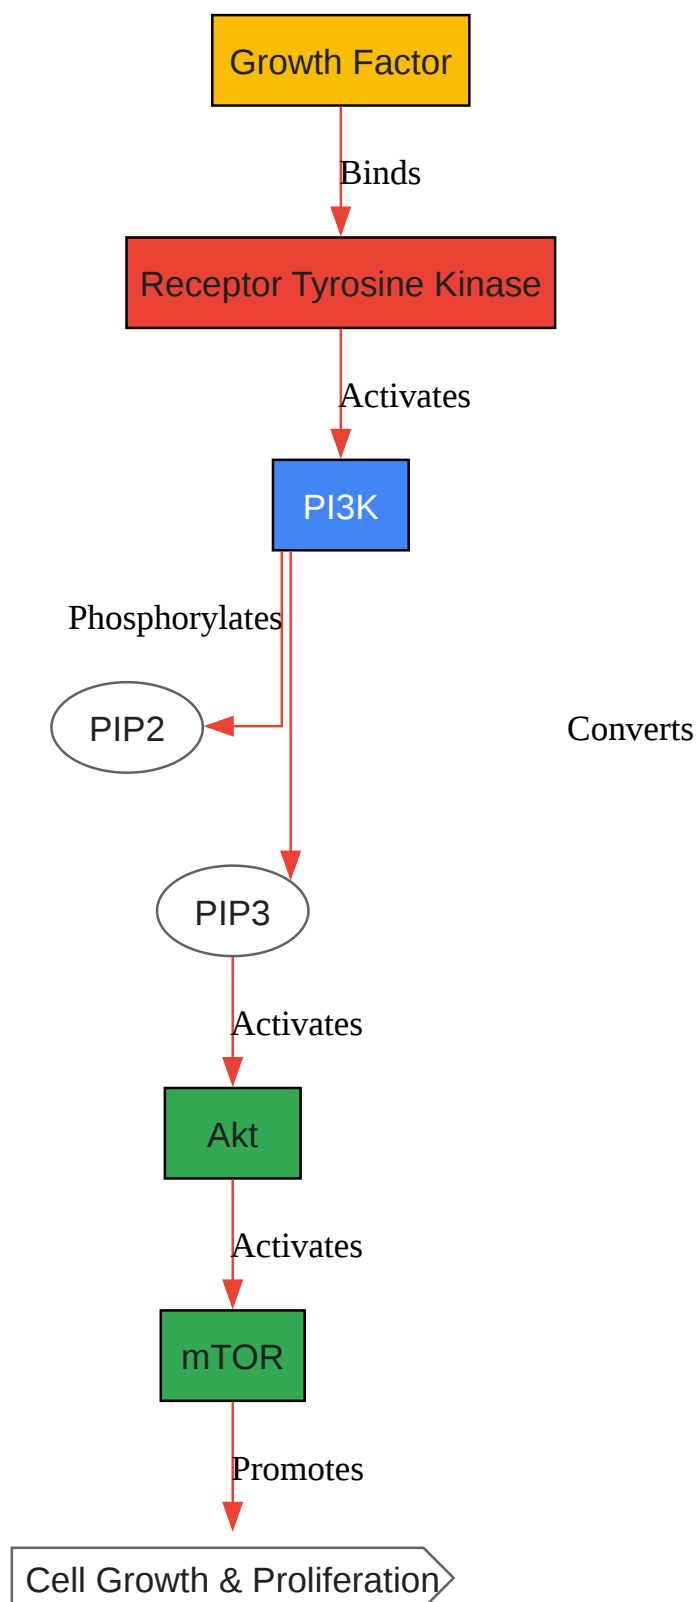 Growth Factor
Binds
Receptor Tyrosine Kinase
Activates
PI3K
Phosphorylates
PIP2
Converts
PIP3
Activates
Akt
Activates
mTOR
Promotes
Cell Growth & Proliferation